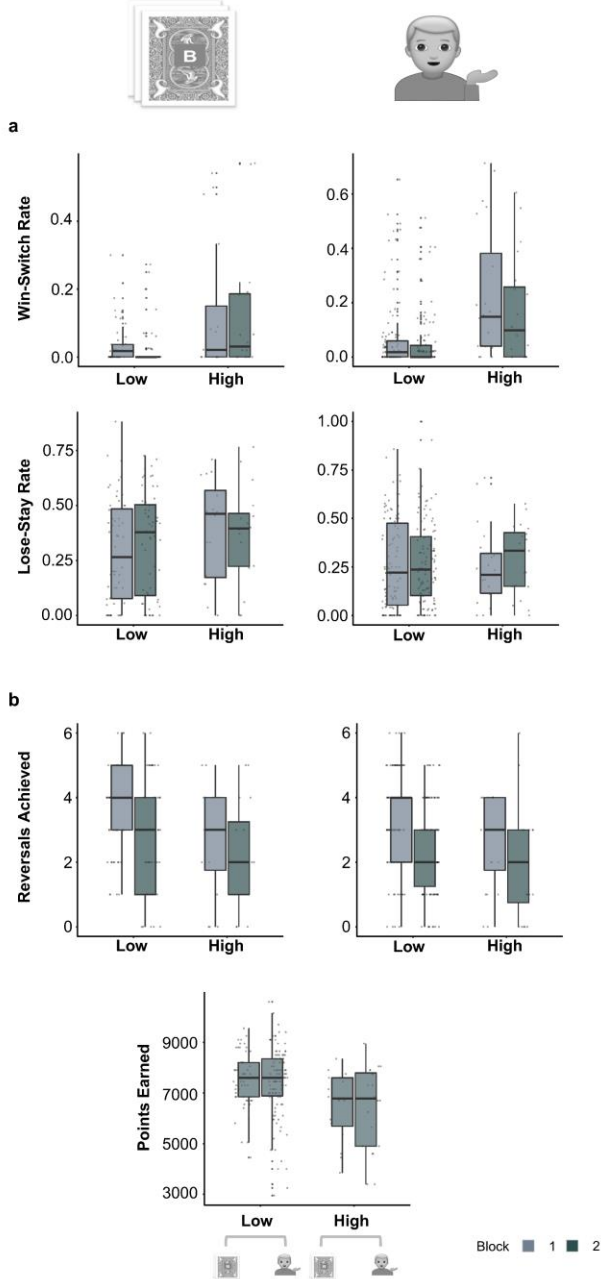 B
a
Win-Switch Rate
0.4
0.2
0.0
Low High
0.6
0.4
0.2
0.0
Low High
Lose-Stay Rate
0.75
0.50
0.25
0.00
Low High
1.00
0.75
0.50
0.25
0.00
Low High
b
Reversals Achieved
6
4
2
0
Low High
6
4
2
0
Low High
Points Earned
9000
7000
5000
3000
Low High
Block 1 2